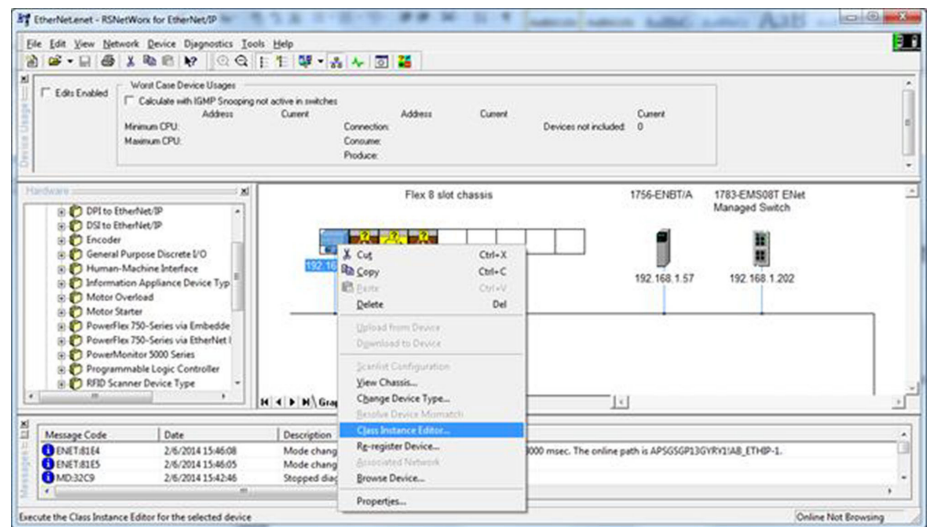 EtherNet.enet - RSNetWorx for EtherNet/IP
File Edit View Network Device Diagnostics Tools Help
Device Usage
Edits Enabled
Worst Case Device Usages
Calculate with IGMP Snooping not active in switches
Address Current Address Current Current
Minimum CPU: Connection: Devices not included: 0
Maximum CPU: Consume:
Produce:
Hardware
DPI to EtherNet/IP
DSI to EtherNet/IP
Encoder
General Purpose Discrete I/O
Human-Machine Interface
Information Appliance Device Typ
Motor Overload
Motor Starter
PowerFlex 750-Series via Embedde
PowerFlex 750-Series via EtherNet I
PowerMonitor 5000 Series
Programmable Logic Controller
RFID Scanner Device Type
Flex 8 slot chassis
1756-ENBT/A
1783-EMS08T ENet
Managed Switch
192.16
192.168.1.57
192.168.1.202
Cut Ctrl+X
Copy Ctrl+C
Paste Ctrl+V
Delete Del
Upload from Device
Download to Device
Scanlist Configuration
View Chassis...
Change Device Type...
Resolve Device Mismatch
Class Instance Editor...
Re-register Device...
Associated Network
Browse Device...
Properties...
Grap
Messages
Message Code Date Description
ENET:81E4 2/6/2014 15:46:08 Mode chang
ENET:81E5 2/6/2014 15:46:05 Mode chang 3000 msec. The online path is APSGSGP13GYRY1!AB_ETHIP-1.
MD:32C9 2/6/2014 15:42:46 Stopped diag
Execute the Class Instance Editor for the selected device
Online Not Browsing